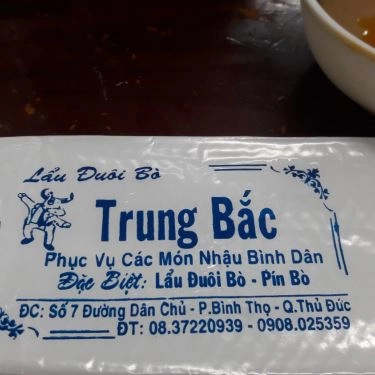 Lẩu Đuôi Bò
Trung Bắc
Phục Vụ Các Món Nhậu Bình Dân
Đặc Biệt: Lẩu Đuôi Bò - Pín Bò
ĐC: Số 7 Đường Dân Chủ - P.Bình Thọ - Q.Thủ Đức
ĐT: 08.37220939 - 0908.025359